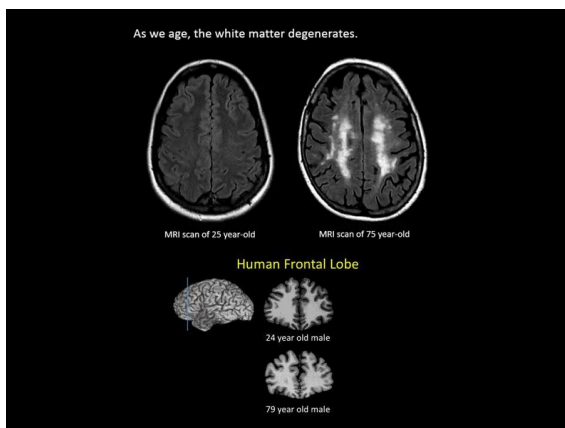 As we age, the white matter degenerates.
MRI scan of 25 year-old
MRI scan of 75 year-old
Human Frontal Lobe
24 year old male
79 year old male